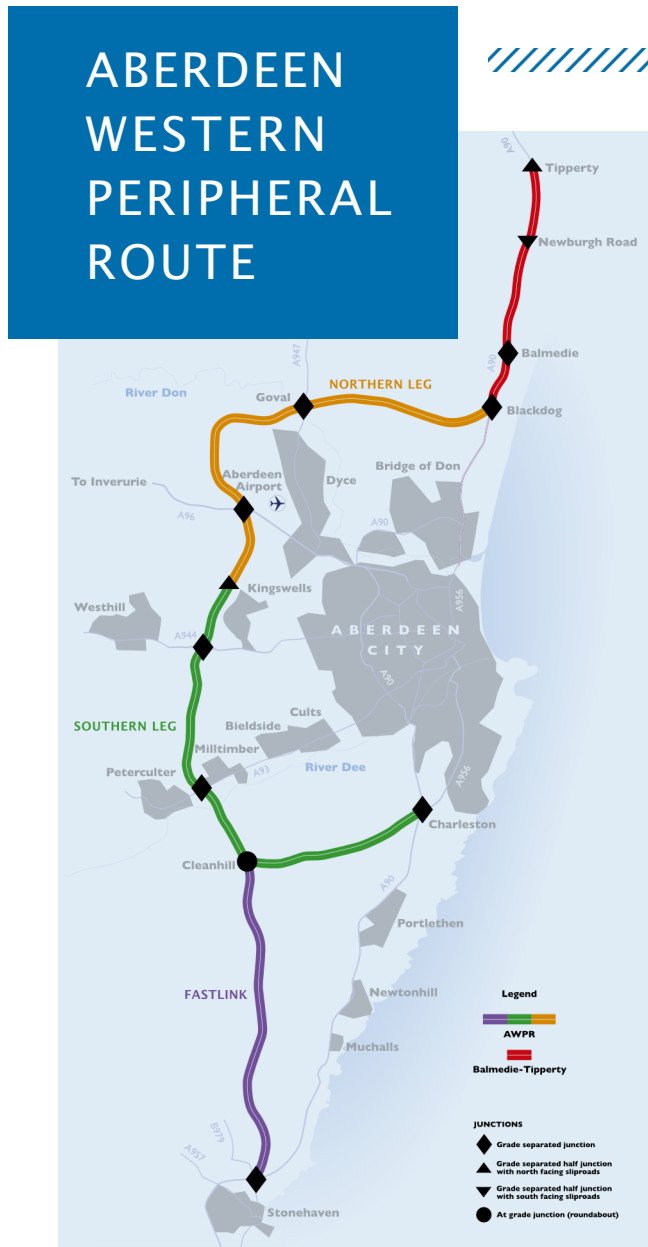 ABERDEEN
WESTERN
PERIPHERAL
ROUTE
A90
Tipperty
Newburgh Road
A947
A90
Balmedie
NORTHERN LEG
River Don
Goval
Blackdog
Aberdeen
Airport
Dyce
Bridge of Don
To Inverurie
A96
A90
Kingswells
Westhill
A944
A956
ABERDEEN
CITY
A90
SOUTHERN LEG
Cults
Bieldside
Milltimber
Peterculter
A93
River Dee
A956
Charleston
Cleanhill
A90
Portlethen
FASTLINK
Newtonhill
Muchalls
Legend
AWPR
Balmedie-Tipperty
B979
A957
Stonehaven
JUNCTIONS
Grade separated junction
Grade separated half junction
with north facing sliproads
Grade separated half junction
with south facing sliproads
At grade junction (roundabout)